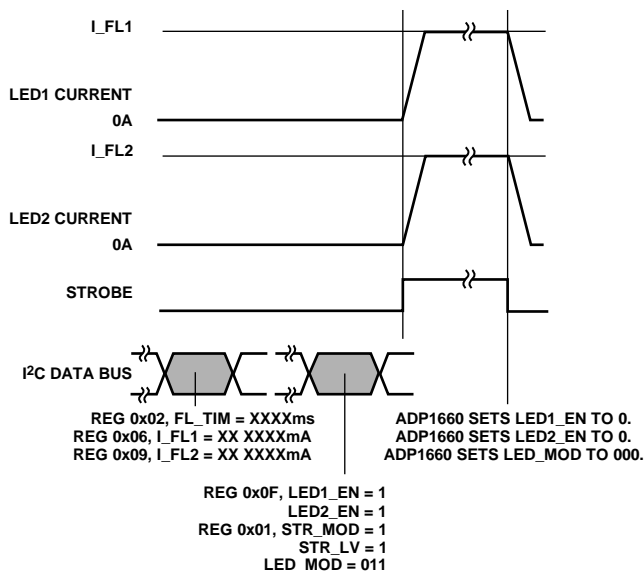 I_FL1
LED1 CURRENT
0A
I_FL2
LED2 CURRENT
0A
STROBE
I²C DATA BUS
REG 0x02, FL_TIM = XXXXms
REG 0x06, I_FL1 = XX XXXXmA
REG 0x09, I_FL2 = XX XXXXmA
ADP1660 SETS LED1_EN TO 0.
ADP1660 SETS LED2_EN TO 0.
ADP1660 SETS LED_MOD TO 000.
REG 0x0F, LED1_EN = 1
LED2_EN = 1
REG 0x01, STR_MOD = 1
STR_LV = 1
LED_MOD = 011